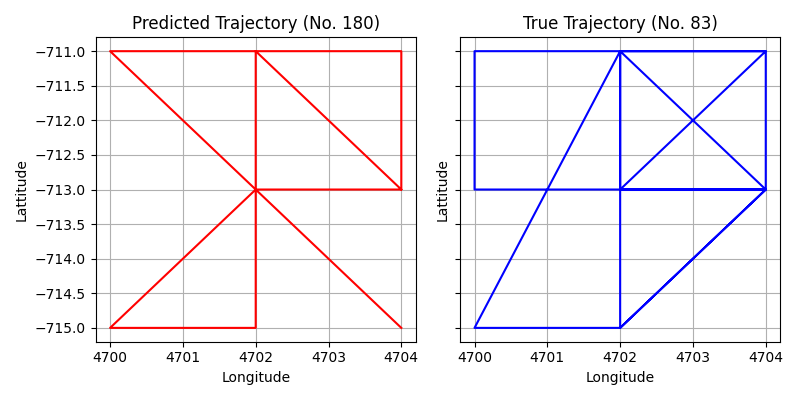 Predicted Trajectory (No. 180)
True Trajectory (No. 83)
Lattitude
−711.0
−711.5
−712.0
−712.5
−713.0
−713.5
−714.0
−714.5
−715.0
4700 4701 4702 4703 4704
Longitude
Lattitude
4700 4701 4702 4703 4704
Longitude